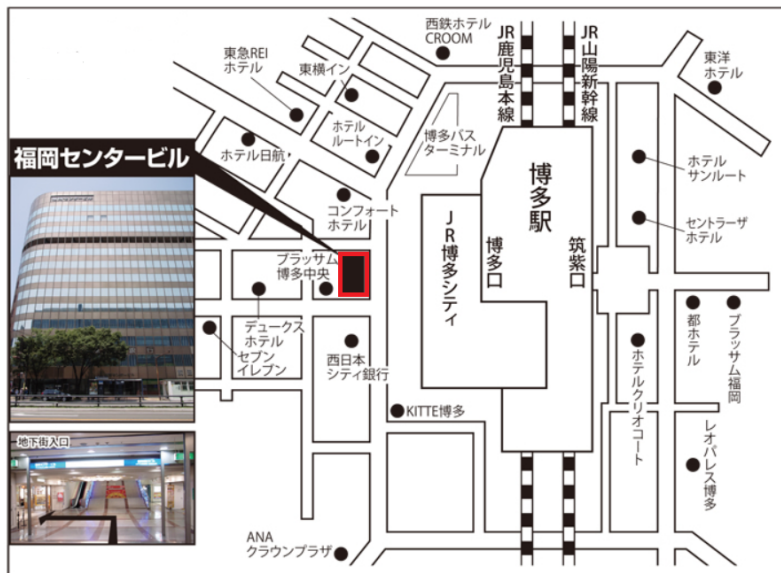 西鉄ホテル
CROOM
JR鹿児島本線
JR山陽新幹線
東洋
ホテル
東急REI
ホテル
東横イン
ホテル
ルートイン
博多バス
ターミナル
ホテル日航
福岡センタービル
コンフォート
ホテル
博多駅
ホテル
サンルート
セントラーザ
ホテル
JR博多シティ
博多口
筑紫口
ブラッサム
博多中央
デュークス
ホテル
セブン
イレブン
西日本
シティ銀行
都ホテル
ブラッサム福岡
ホテルクリオコート
KITTE博多
レオパレス博多
地下街入口
ANA
クラウンプラザ